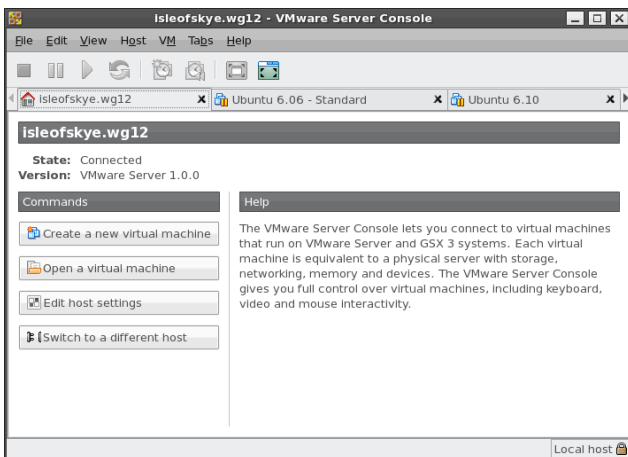 isleofskye.wg12 - VMware Server Console
File Edit View Host VM Tabs Help
isleofskye.wg12
Ubuntu 6.06 - Standard
Ubuntu 6.10
isleofskye.wg12
State: Connected
Version: VMware Server 1.0.0
Commands
Create a new virtual machine
Open a virtual machine
Edit host settings
Switch to a different host
Help
The VMware Server Console lets you connect to virtual machines
that run on VMware Server and GSX 3 systems. Each virtual
machine is equivalent to a physical server with storage,
networking, memory and devices. The VMware Server Console
gives you full control over virtual machines, including keyboard,
video and mouse interactivity.
Local host